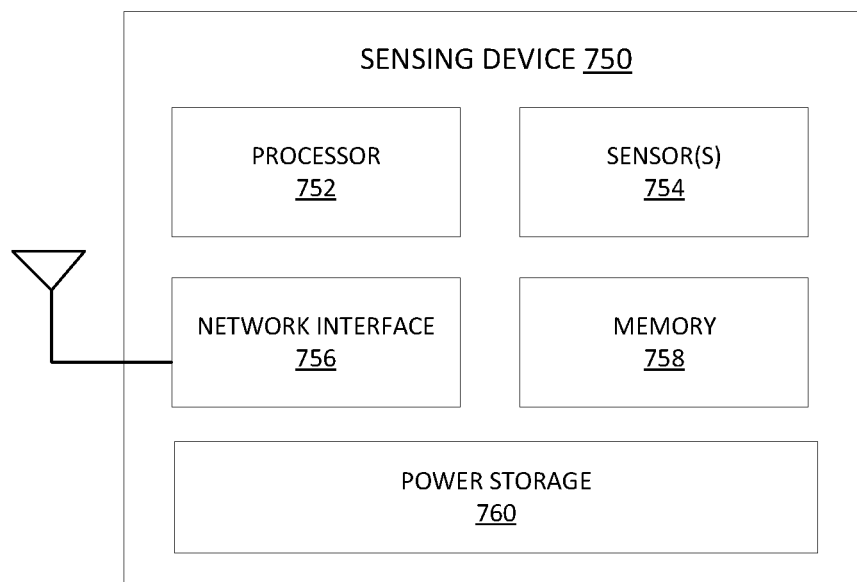 SENSING DEVICE 750
PROCESSOR
752
SENSOR(S)
754
NETWORK INTERFACE
756
MEMORY
758
POWER STORAGE
760